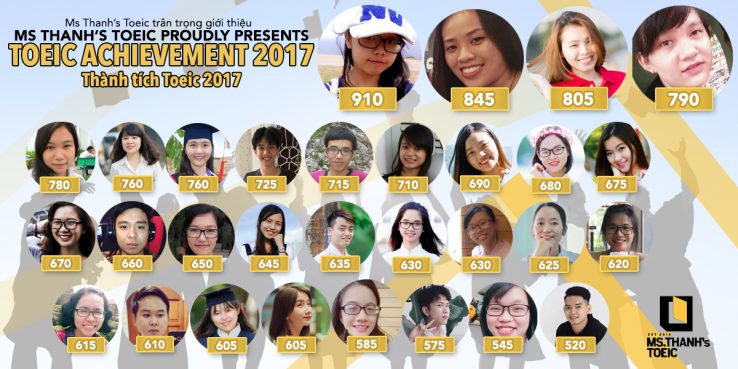 Ms Thanh's Toeic trân trọng giới thiệu
MS THANH'S TOEIC PROUDLY PRESENTS
TOEIC ACHIEVEMENT 2017
Thành tích Toeic 2017
910 845 805 790
780 760 760 725 715 710 690 680 675
670 660 650 645 635 630 630 625 620
615 610 605 605 585 575 545 520
EST 2015
MS.THANH's
TOEIC